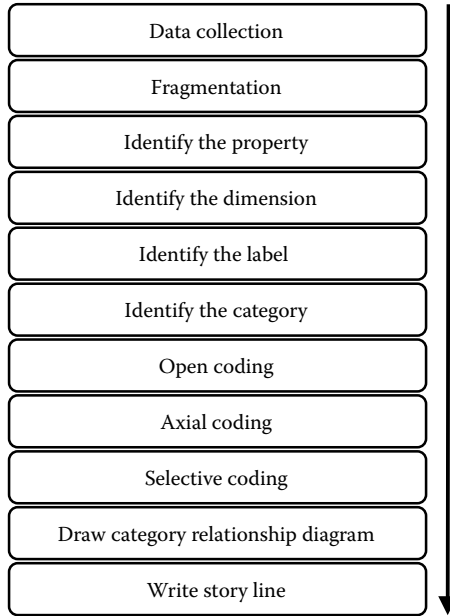 Data collection
Fragmentation
Identify the property
Identify the dimension
Identify the label
Identify the category
Open coding
Axial coding
Selective coding
Draw category relationship diagram
Write story line